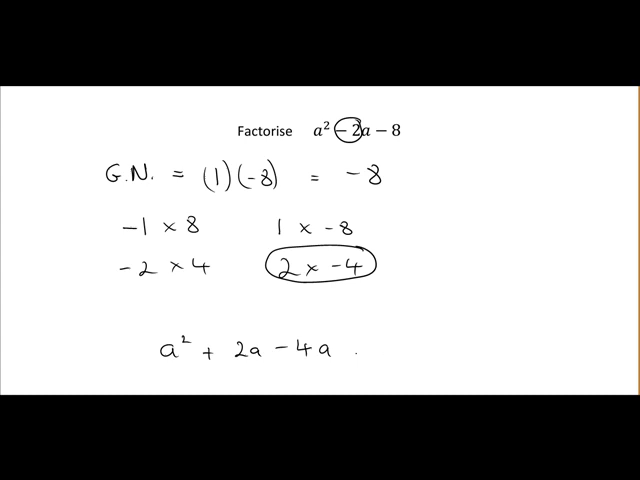 Factorise a² − 2a − 8
G.N. = (1)(-8) = -8
-1 x 8 1 x -8
-2 x 4 2 x -4
a² + 2a - 4a